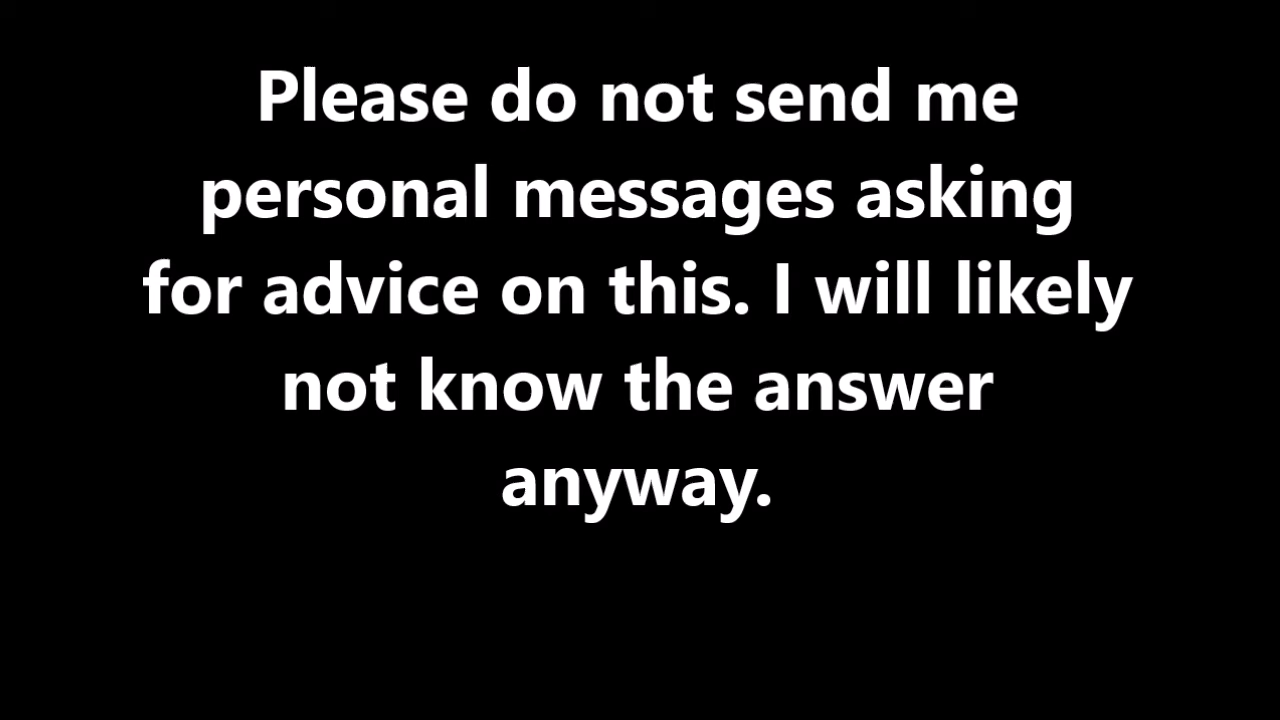 Please do not send me
personal messages asking
for advice on this. I will likely
not know the answer
anyway.